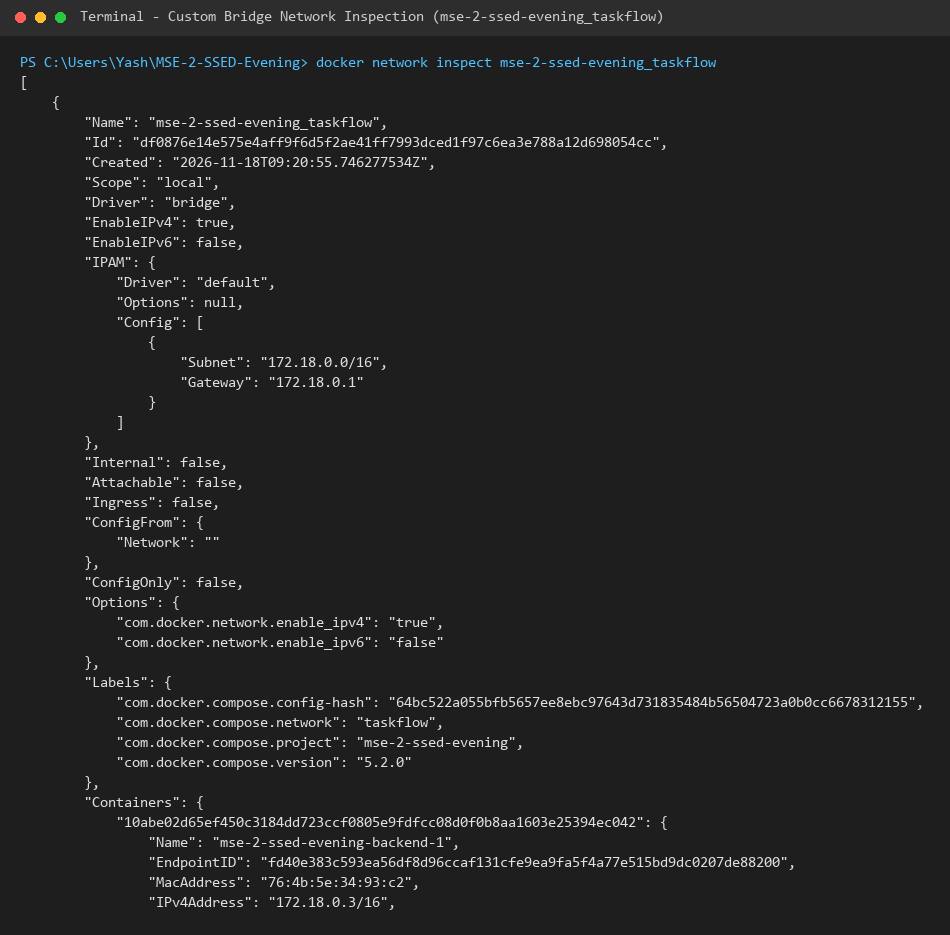 Terminal - Custom Bridge Network Inspection (mse-2-ssed-evening_taskflow)
PS C:\Users\Yash\MSE-2-SSED-Evening> docker network inspect mse-2-ssed-evening_taskflow
[
    {
        "Name": "mse-2-ssed-evening_taskflow",
        "Id": "df0876e14e575e4aff9f6d5f2ae41ff7993dced1f97c6ea3e788a12d698054cc",
        "Created": "2026-11-18T09:20:55.746277534Z",
        "Scope": "local",
        "Driver": "bridge",
        "EnableIPv4": true,
        "EnableIPv6": false,
        "IPAM": {
            "Driver": "default",
            "Options": null,
            "Config": [
                {
                    "Subnet": "172.18.0.0/16",
                    "Gateway": "172.18.0.1"
                }
            ]
        },
        "Internal": false,
        "Attachable": false,
        "Ingress": false,
        "ConfigFrom": {
            "Network": ""
        },
        "ConfigOnly": false,
        "Options": {
            "com.docker.network.enable_ipv4": "true",
            "com.docker.network.enable_ipv6": "false"
        },
        "Labels": {
            "com.docker.compose.config-hash": "64bc522a055bfb5657ee8ebc97643d731835484b56504723a0b0cc6678312155",
            "com.docker.compose.network": "taskflow",
            "com.docker.compose.project": "mse-2-ssed-evening",
            "com.docker.compose.version": "5.2.0"
        },
        "Containers": {
            "10abe02d65ef450c3184dd723ccf0805e9fdfcc08d0f0b8aa1603e25394ec042": {
                "Name": "mse-2-ssed-evening-backend-1",
                "EndpointID": "fd40e383c593ea56df8d96ccaf131cfe9ea9fa5f4a77e515bd9dc0207de88200",
                "MacAddress": "76:4b:5e:34:93:c2",
                "IPv4Address": "172.18.0.3/16",